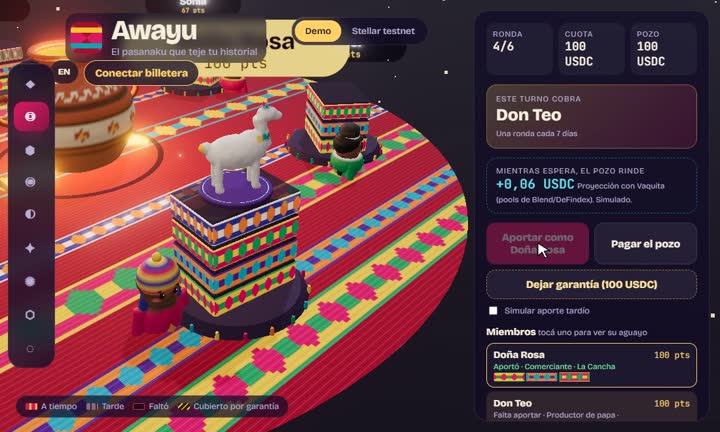 Sonia
67 pts
Awayu
El pasanaku que teje tu historial
Demo
Stellar testnet
osa
100 pts
ts
EN
Conectar billetera
RONDA
4/6
CUOTA
100
USDC
POZO
100
USDC
ESTE TURNO COBRA
Don Teo
Una ronda cada 7 días
MIENTRAS ESPERA, EL POZO RINDE
+0,06 USDC Proyección con Vaquita
(pools de Blend/DeFindex). Simulado.
Aportar como
Doña Rosa
Pagar el pozo
Dejar garantía (100 USDC)
Simular aporte tardío
Miembros tocá uno para ver su aguayo
Doña Rosa
100 pts
Aportó · Comerciante · La Cancha
Don Teo
100 pts
Falta aportar · Productor de papa ·
A tiempo
Tarde
Faltó
Cubierto por garantía